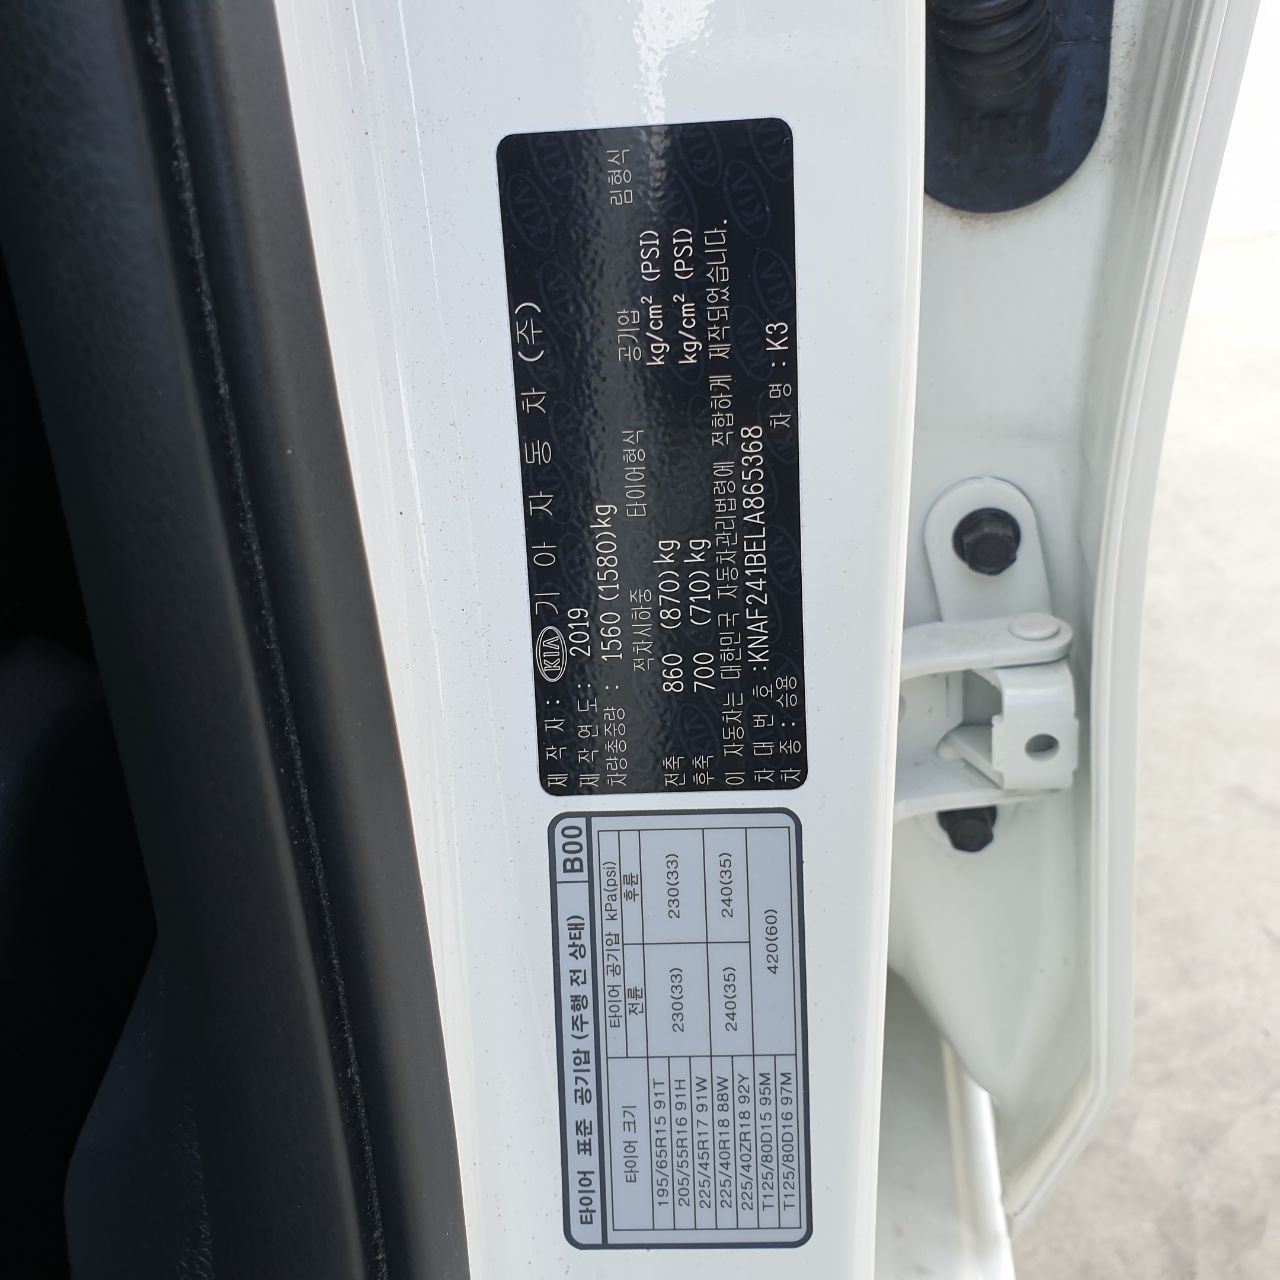 제 작 자 : KIA 기 아 자 동 차 (주)
제 작 연 도 : 2019
차량총중량 : 1560 (1580)kg
적차시하중 타이어형식 공기압 림형식
전축 860 (870)kg kg/cm² (PSI)
후축 700 (710)kg kg/cm² (PSI)
이 자동차는 대한민국 자동차관리법령에 적합하게 제작되었습니다.
차 대 번 호 :KNAF241BELA865368
차 종 : 승용 차 명 : K3
타이어 표준 공기압 (주행 전 상태) B00
타이어 크기 타이어 공기압 kPa(psi)
전륜 후륜
195/65R15 91T 230(33) 230(33)
205/55R16 91H
225/45R17 91W 240(35) 240(35)
225/40R18 88W
225/40ZR18 92Y
T125/80D15 95M 420(60)
T125/80D16 97M